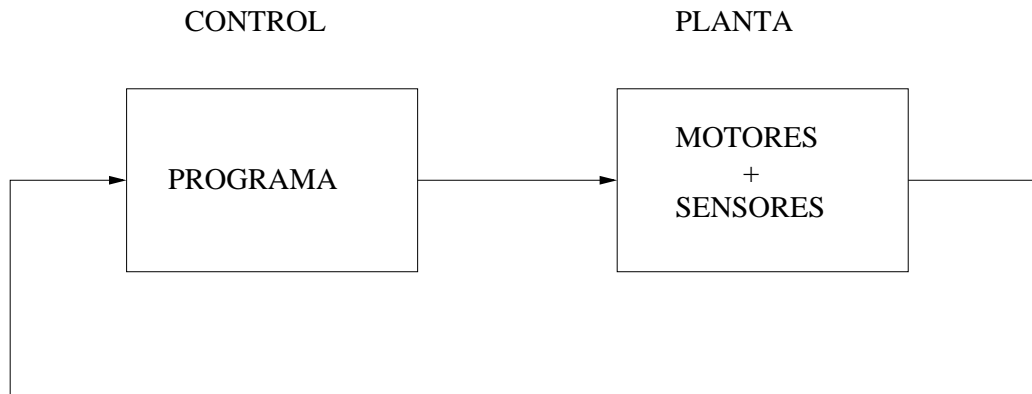 CONTROL
PLANTA
PROGRAMA
MOTORES
+
SENSORES